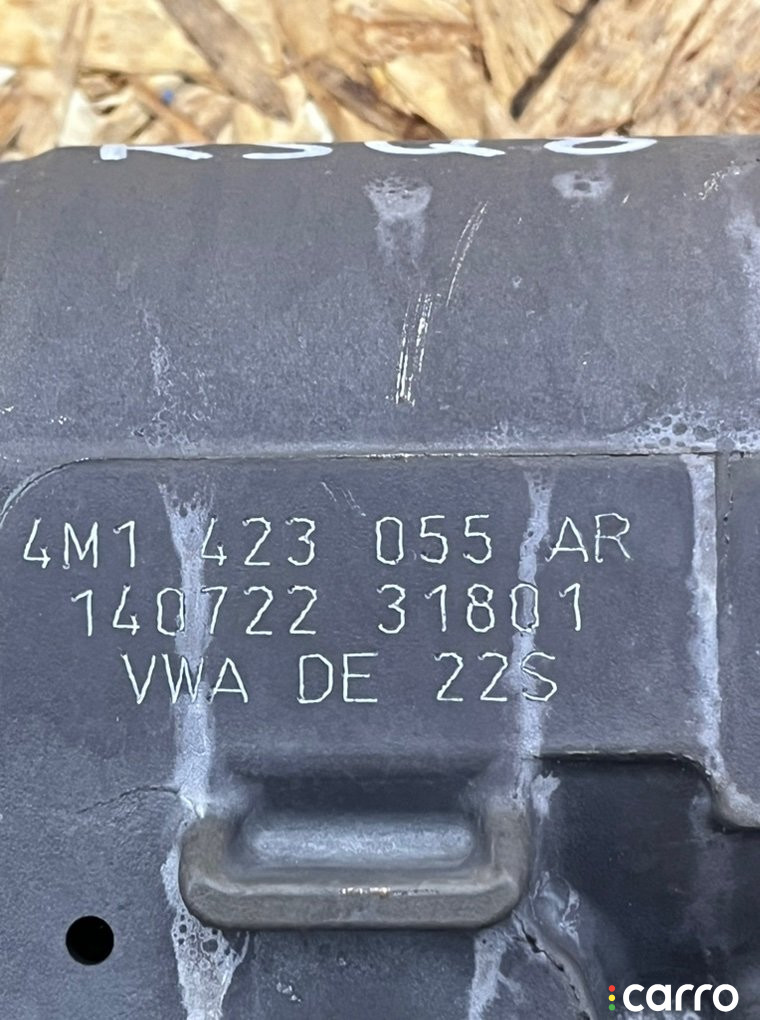 4M1 423 055 AR
140722 31801
VWA DE 22S
carro